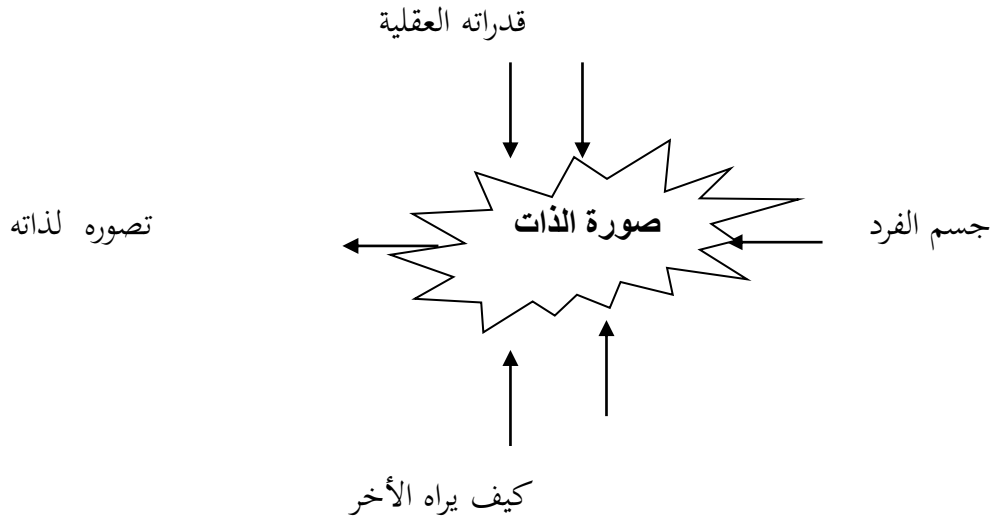 قدراته العقلية
صورة الذات
جسم الفرد
تصوره لذاته
كيف يراه الأخر